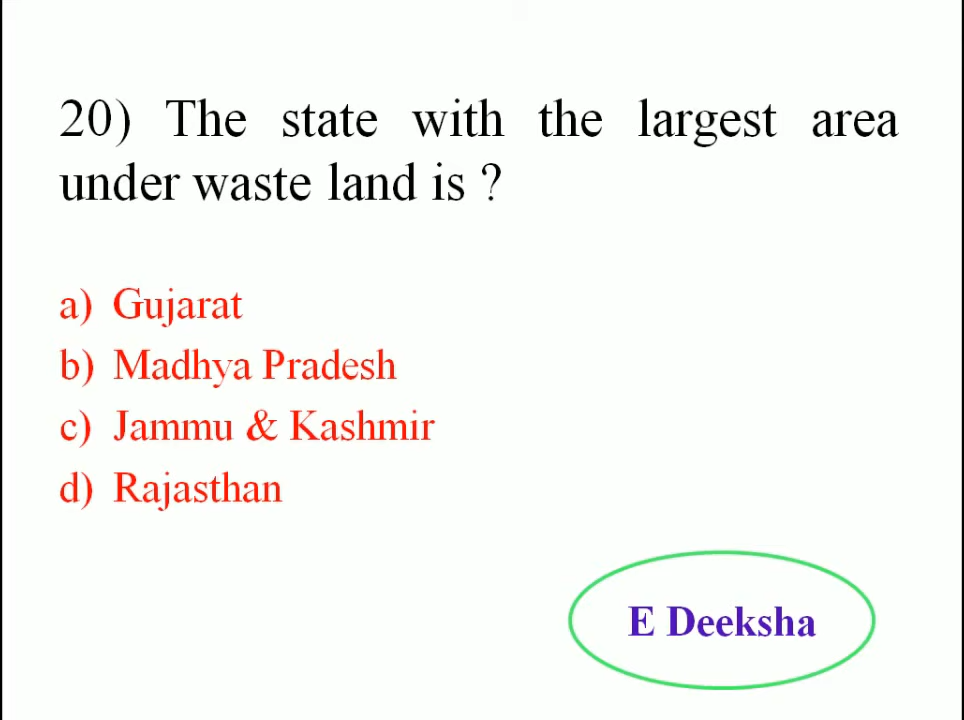 20) The state with the largest area
under waste land is ?
a) Gujarat
b) Madhya Pradesh
c) Jammu & Kashmir
d) Rajasthan
E Deeksha